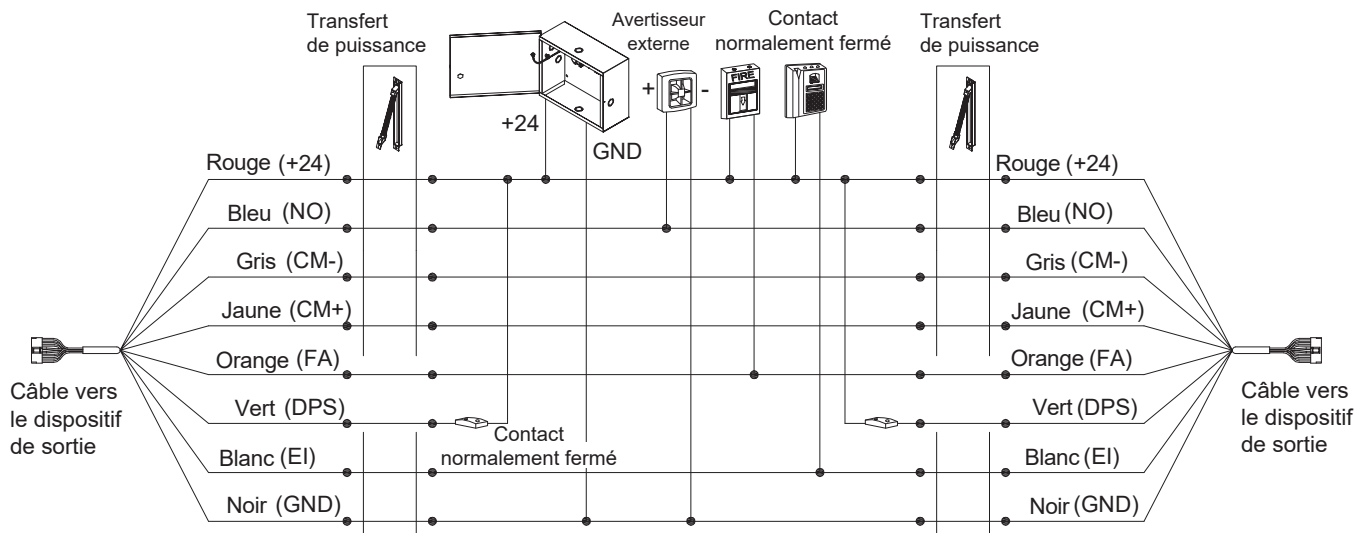 Transfert
de puissance
Avertisseur
externe
Contact
normalement fermé
Transfert
de puissance
FIRE
+
-
+24
GND
Rouge (+24)
Bleu (NO)
Gris (CM-)
Jaune (CM+)
Orange (FA)
Vert (DPS)
Blanc (EI)
Noir (GND)
Câble vers
le dispositif
de sortie
Contact
normalement fermé
Rouge (+24)
Bleu (NO)
Gris (CM-)
Jaune (CM+)
Orange (FA)
Vert (DPS)
Blanc (EI)
Noir (GND)
Câble vers
le dispositif
de sortie